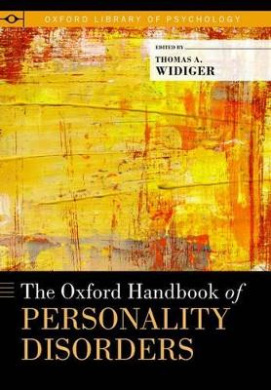 OXFORD LIBRARY OF PSYCHOLOGY
EDITED BY
THOMAS A.
WIDIGER
The Oxford Handbook of
PERSONALITY
DISORDERS